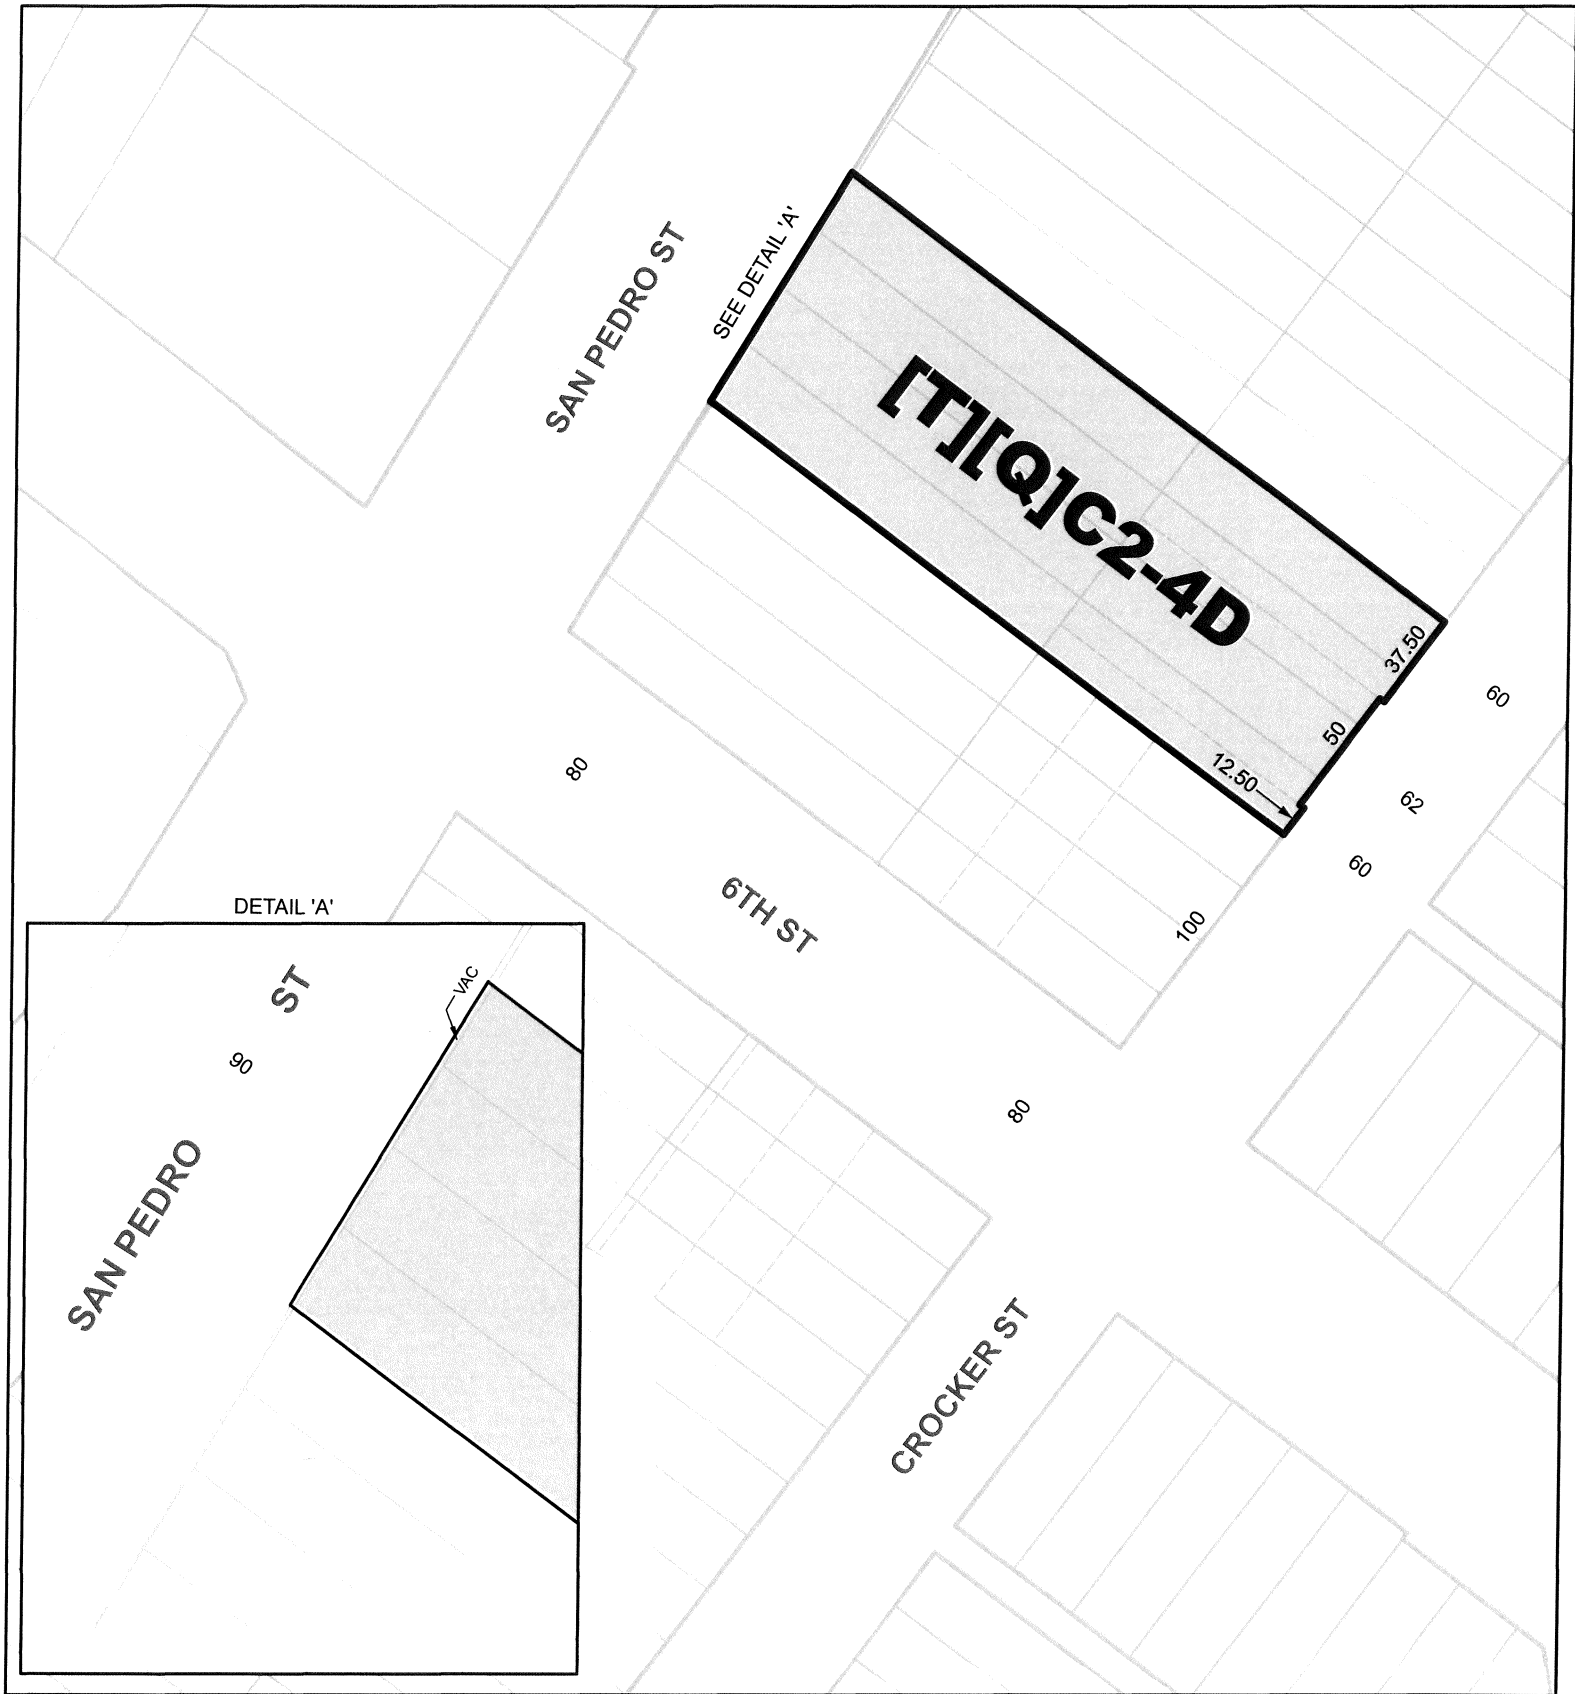 SAN PEDRO ST
SEE DETAIL 'A'
[T][Q]C2-4D
37.50
60
50
12.50
62
80
60
6TH ST
100
DETAIL 'A'
ST
VAC
90
80
SAN PEDRO
CROCKER ST